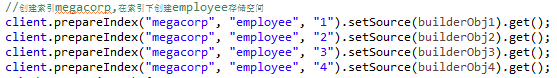 //创建索引megacorp,在索引下创建employee存储空间
client.prepareIndex("megacorp", "employee", "1").setSource(builderObj1).get();
client.prepareIndex("megacorp", "employee", "2").setSource(builderObj2).get();
client.prepareIndex("megacorp", "employee", "3").setSource(builderObj3).get();
client.prepareIndex("megacorp", "employee", "4").setSource(builderObj4).get();